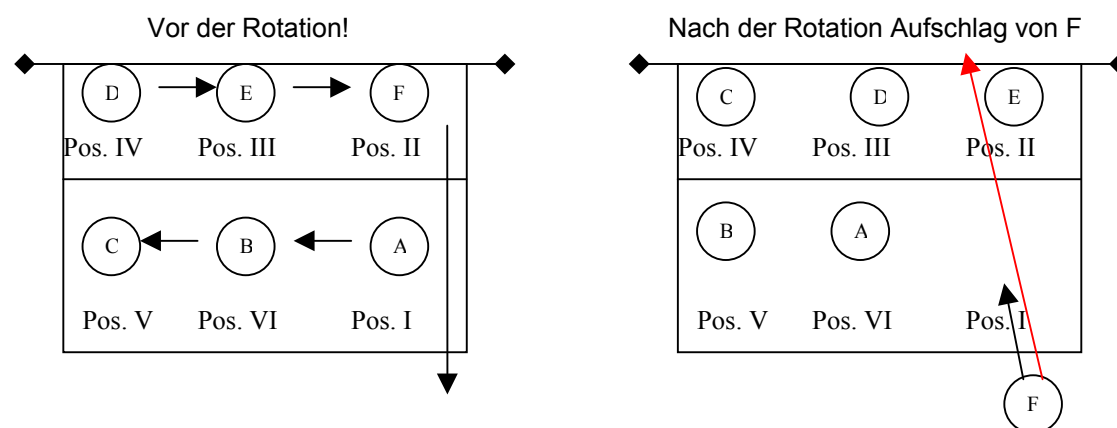 Vor der Rotation!
D E F
Pos. IV Pos. III Pos. II
C B A
Pos. V Pos. VI Pos. I
Nach der Rotation Aufschlag von F
C D E
Pos. IV Pos. III Pos. II
B A
Pos. V Pos. VI Pos. I
F